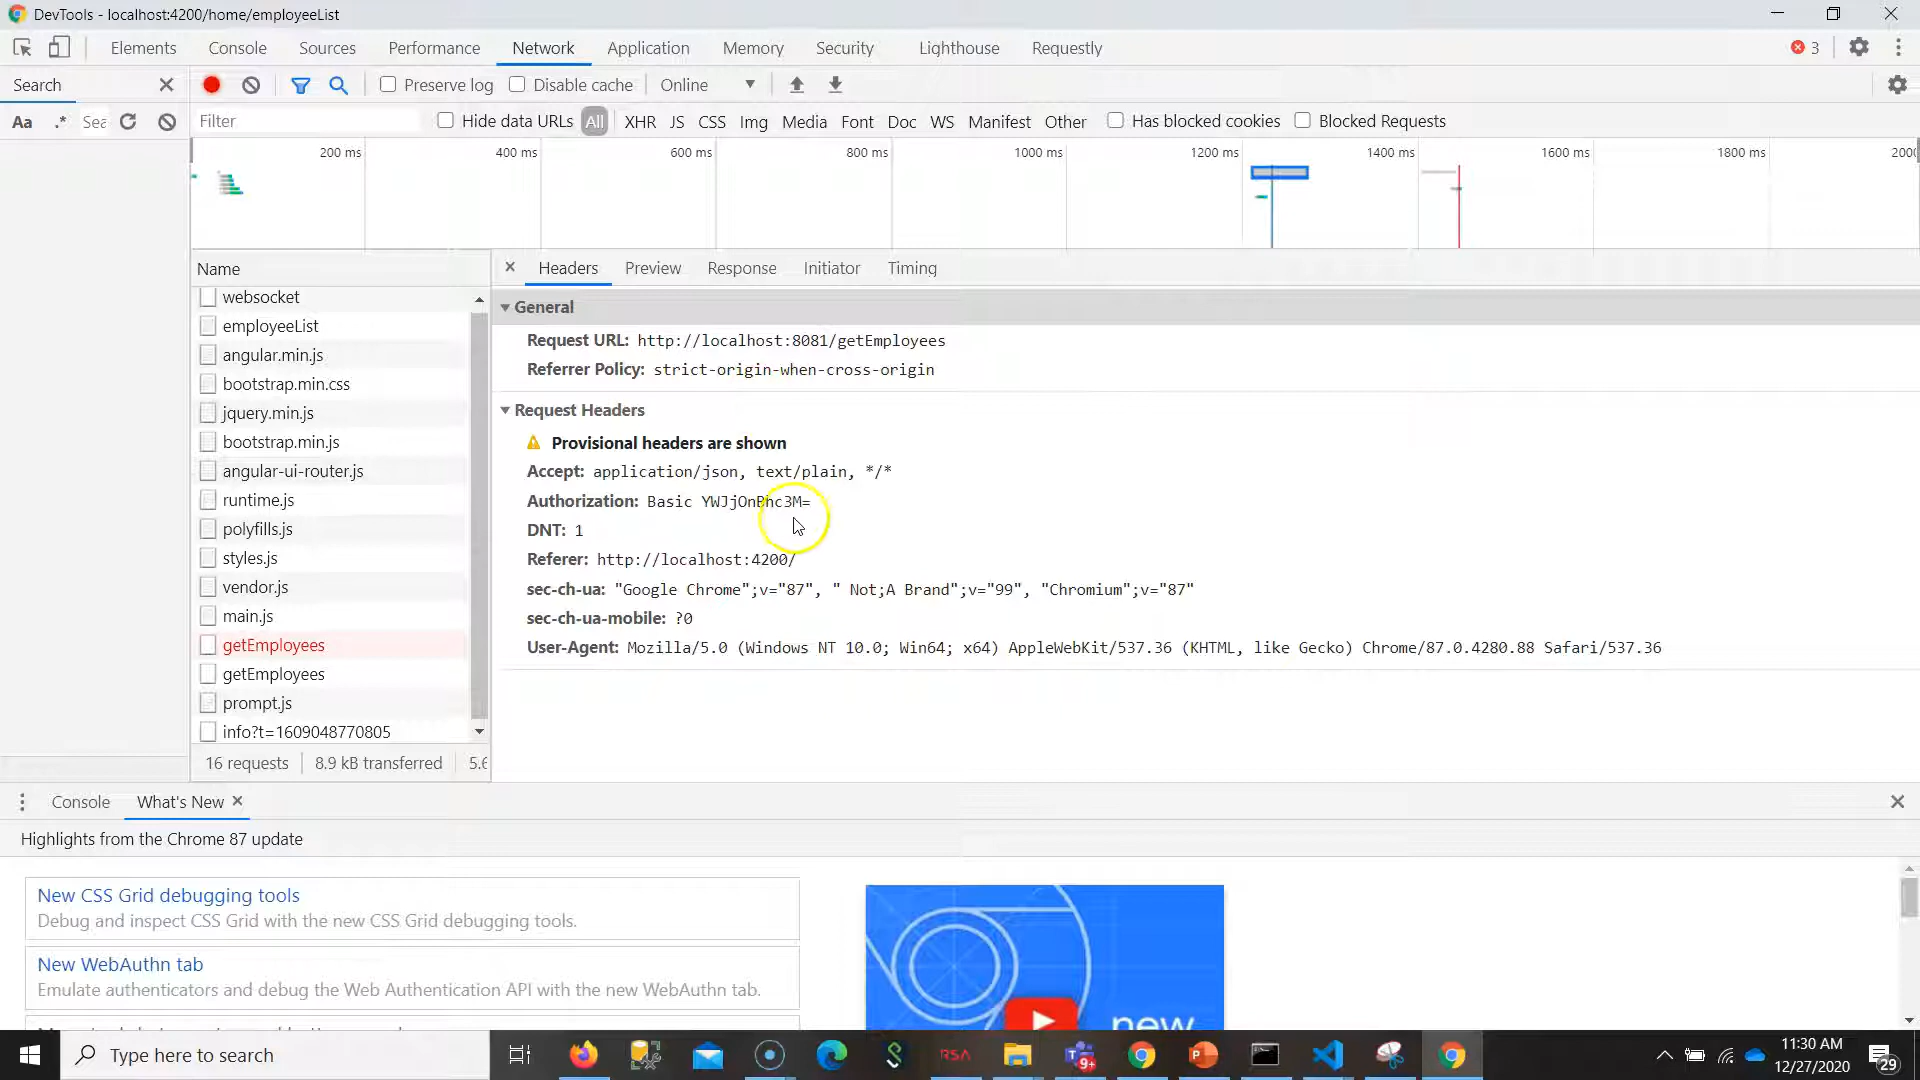 DevTools - localhost:4200/home/employeeList
Elements Console Sources Performance Network Application Memory Security Lighthouse Requestly 3
Search Preserve log Disable cache Online
Aa .* Sea Filter Hide data URLs All XHR JS CSS Img Media Font Doc WS Manifest Other Has blocked cookies Blocked Requests
200 ms 400 ms 600 ms 800 ms 1000 ms 1200 ms 1400 ms 1600 ms 1800 ms 2000
Name Headers Preview Response Initiator Timing
websocket
employeeList
angular.min.js
bootstrap.min.css
jquery.min.js
bootstrap.min.js
angular-ui-router.js
runtime.js
polyfills.js
styles.js
vendor.js
main.js
getEmployees
getEmployees
prompt.js
info?t=1609048770805
16 requests 8.9 kB transferred 5.6
General
Request URL: http://localhost:8081/getEmployees
Referrer Policy: strict-origin-when-cross-origin
Request Headers
Provisional headers are shown
Accept: application/json, text/plain, */*
Authorization: Basic YWJjOnBhc3M=
DNT: 1
Referer: http://localhost:4200/
sec-ch-ua: "Google Chrome";v="87", " Not;A Brand";v="99", "Chromium";v="87"
sec-ch-ua-mobile: ?0
User-Agent: Mozilla/5.0 (Windows NT 10.0; Win64; x64) AppleWebKit/537.36 (KHTML, like Gecko) Chrome/87.0.4280.88 Safari/537.36
Console What's New
Highlights from the Chrome 87 update
New CSS Grid debugging tools
Debug and inspect CSS Grid with the new CSS Grid debugging tools.
New WebAuthn tab
Emulate authenticators and debug the Web Authentication API with the new WebAuthn tab.
new
Type here to search RSA 9+ 11:30 AM
12/27/2020 29